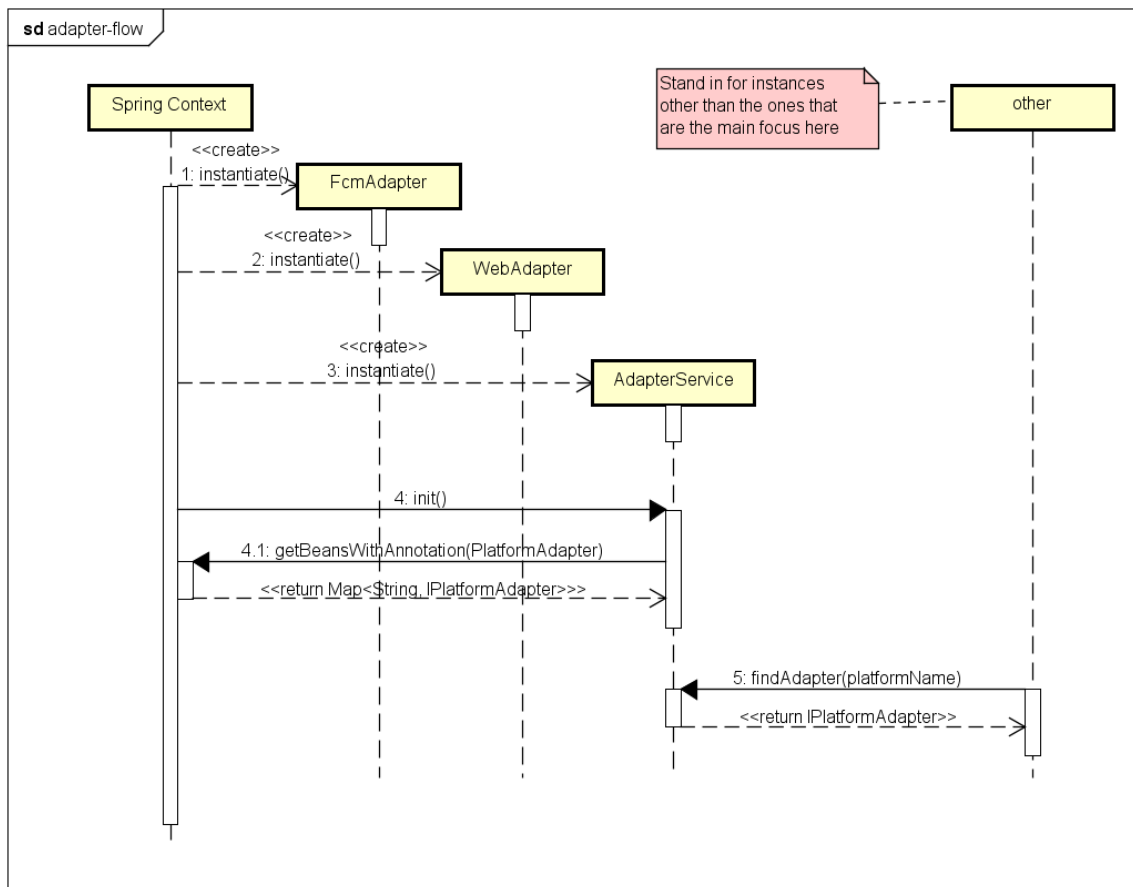 sd adapter-flow
Spring Context
Stand in for instances
other than the ones that
are the main focus here
other
<<create>>
1: instantiate()
FcmAdapter
<<create>>
2: instantiate()
WebAdapter
<<create>>
3: instantiate()
AdapterService
4: init()
4.1: getBeansWithAnnotation(PlatformAdapter)
<<return Map<String, IPlatformAdapter>>>
5: findAdapter(platformName)
<<return IPlatformAdapter>>